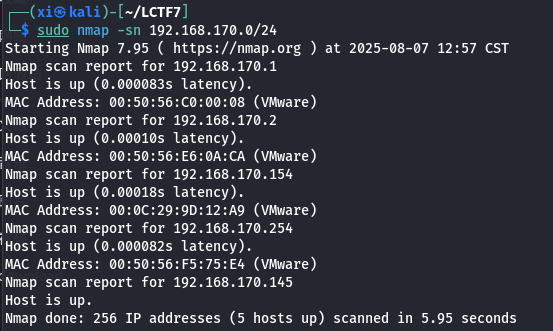 ┌──(xi㉿kali)-[~/LCTF7]
└─$ sudo nmap -sn 192.168.170.0/24
Starting Nmap 7.95 ( https://nmap.org ) at 2025-08-07 12:57 CST
Nmap scan report for 192.168.170.1
Host is up (0.000083s latency).
MAC Address: 00:50:56:C0:00:08 (VMware)
Nmap scan report for 192.168.170.2
Host is up (0.00010s latency).
MAC Address: 00:50:56:E6:0A:CA (VMware)
Nmap scan report for 192.168.170.154
Host is up (0.00018s latency).
MAC Address: 00:0C:29:9D:12:A9 (VMware)
Nmap scan report for 192.168.170.254
Host is up (0.000082s latency).
MAC Address: 00:50:56:F5:75:E4 (VMware)
Nmap scan report for 192.168.170.145
Host is up.
Nmap done: 256 IP addresses (5 hosts up) scanned in 5.95 seconds